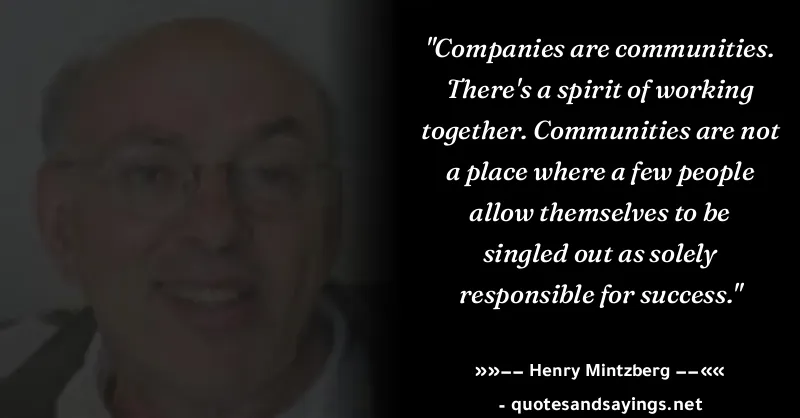 "Companies are communities.
There's a spirit of working
together. Communities are not
a place where a few people
allow themselves to be
singled out as solely
responsible for success."
»»−− Henry Mintzberg −−««
- quotesandsayings.net